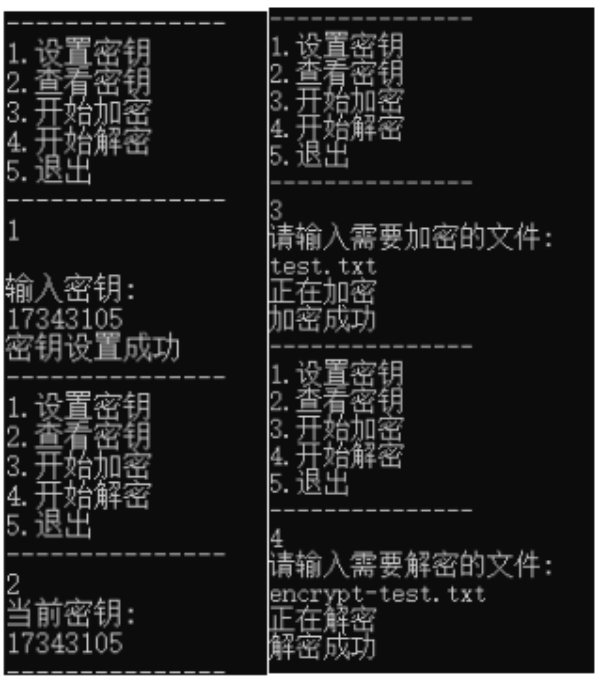 ---------------
1.设置密钥
2.查看密钥
3.开始加密
4.开始解密
5.退出
---------------
1
输入密钥:
17343105
密钥设置成功
---------------
1.设置密钥
2.查看密钥
3.开始加密
4.开始解密
5.退出
---------------
2
当前密钥:
17343105
---------------
---------------
1.设置密钥
2.查看密钥
3.开始加密
4.开始解密
5.退出
---------------
3
请输入需要加密的文件:
test.txt
正在加密
加密成功
---------------
1.设置密钥
2.查看密钥
3.开始加密
4.开始解密
5.退出
---------------
4
请输入需要解密的文件:
encrypt-test.txt
正在解密
解密成功